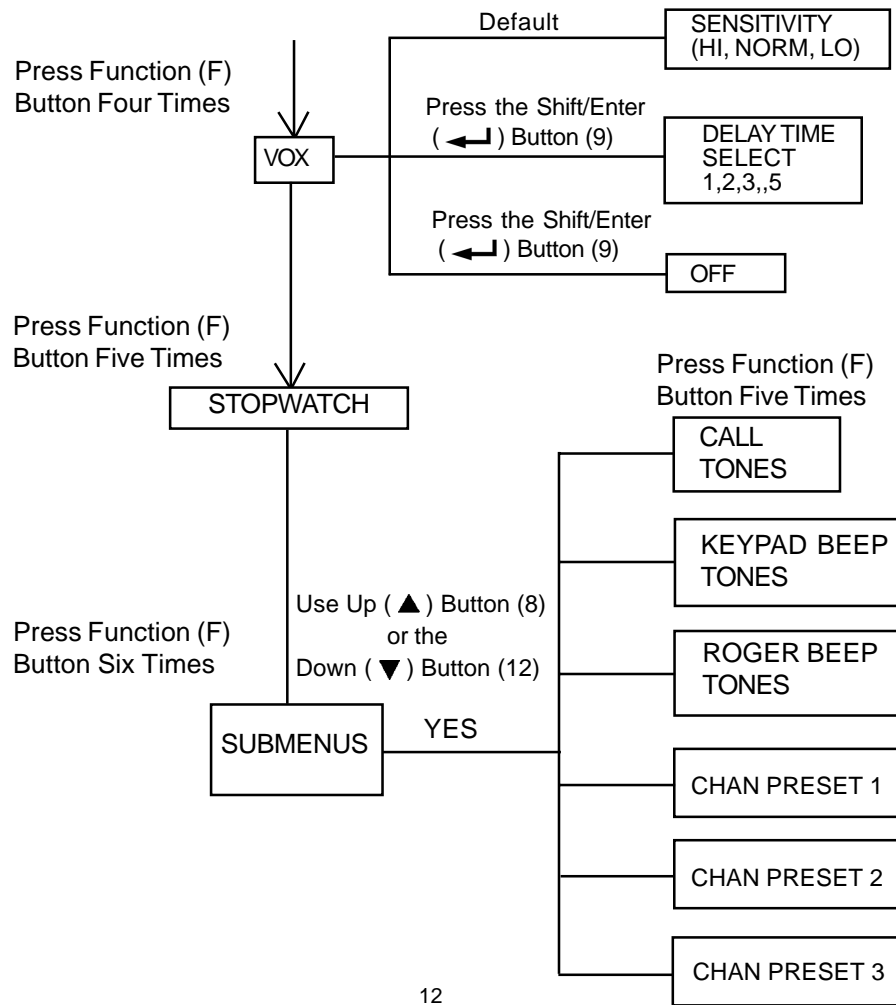 Default
SENSITIVITY
(HI, NORM, LO)
Press Function (F)
Button Four Times
Press the Shift/Enter
( ) Button (9)
VOX
DELAY TIME
SELECT
1,2,3,,5
Press the Shift/Enter
( ) Button (9)
OFF
Press Function (F)
Button Five Times
STOPWATCH
Press Function (F)
Button Five Times
CALL
TONES
KEYPAD BEEP
TONES
Use Up ( ▲ ) Button (8)
or the
Down ( ▼ ) Button (12)
Press Function (F)
Button Six Times
ROGER BEEP
TONES
SUBMENUS
YES
CHAN PRESET 1
CHAN PRESET 2
CHAN PRESET 3
12